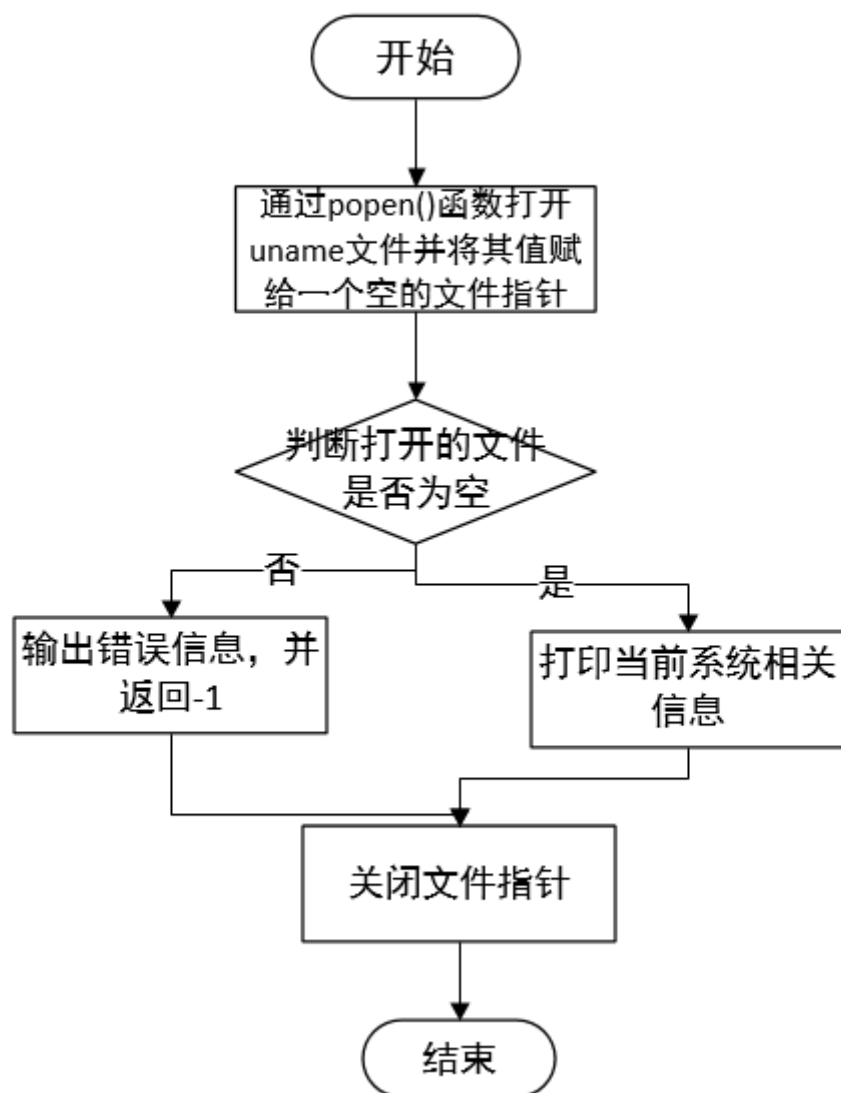 开始
通过popen()函数打开
uname文件并将其值赋
给一个空的文件指针
判断打开的文件
是否为空
否
是
输出错误信息，并
返回-1
打印当前系统相关
信息
关闭文件指针
结束